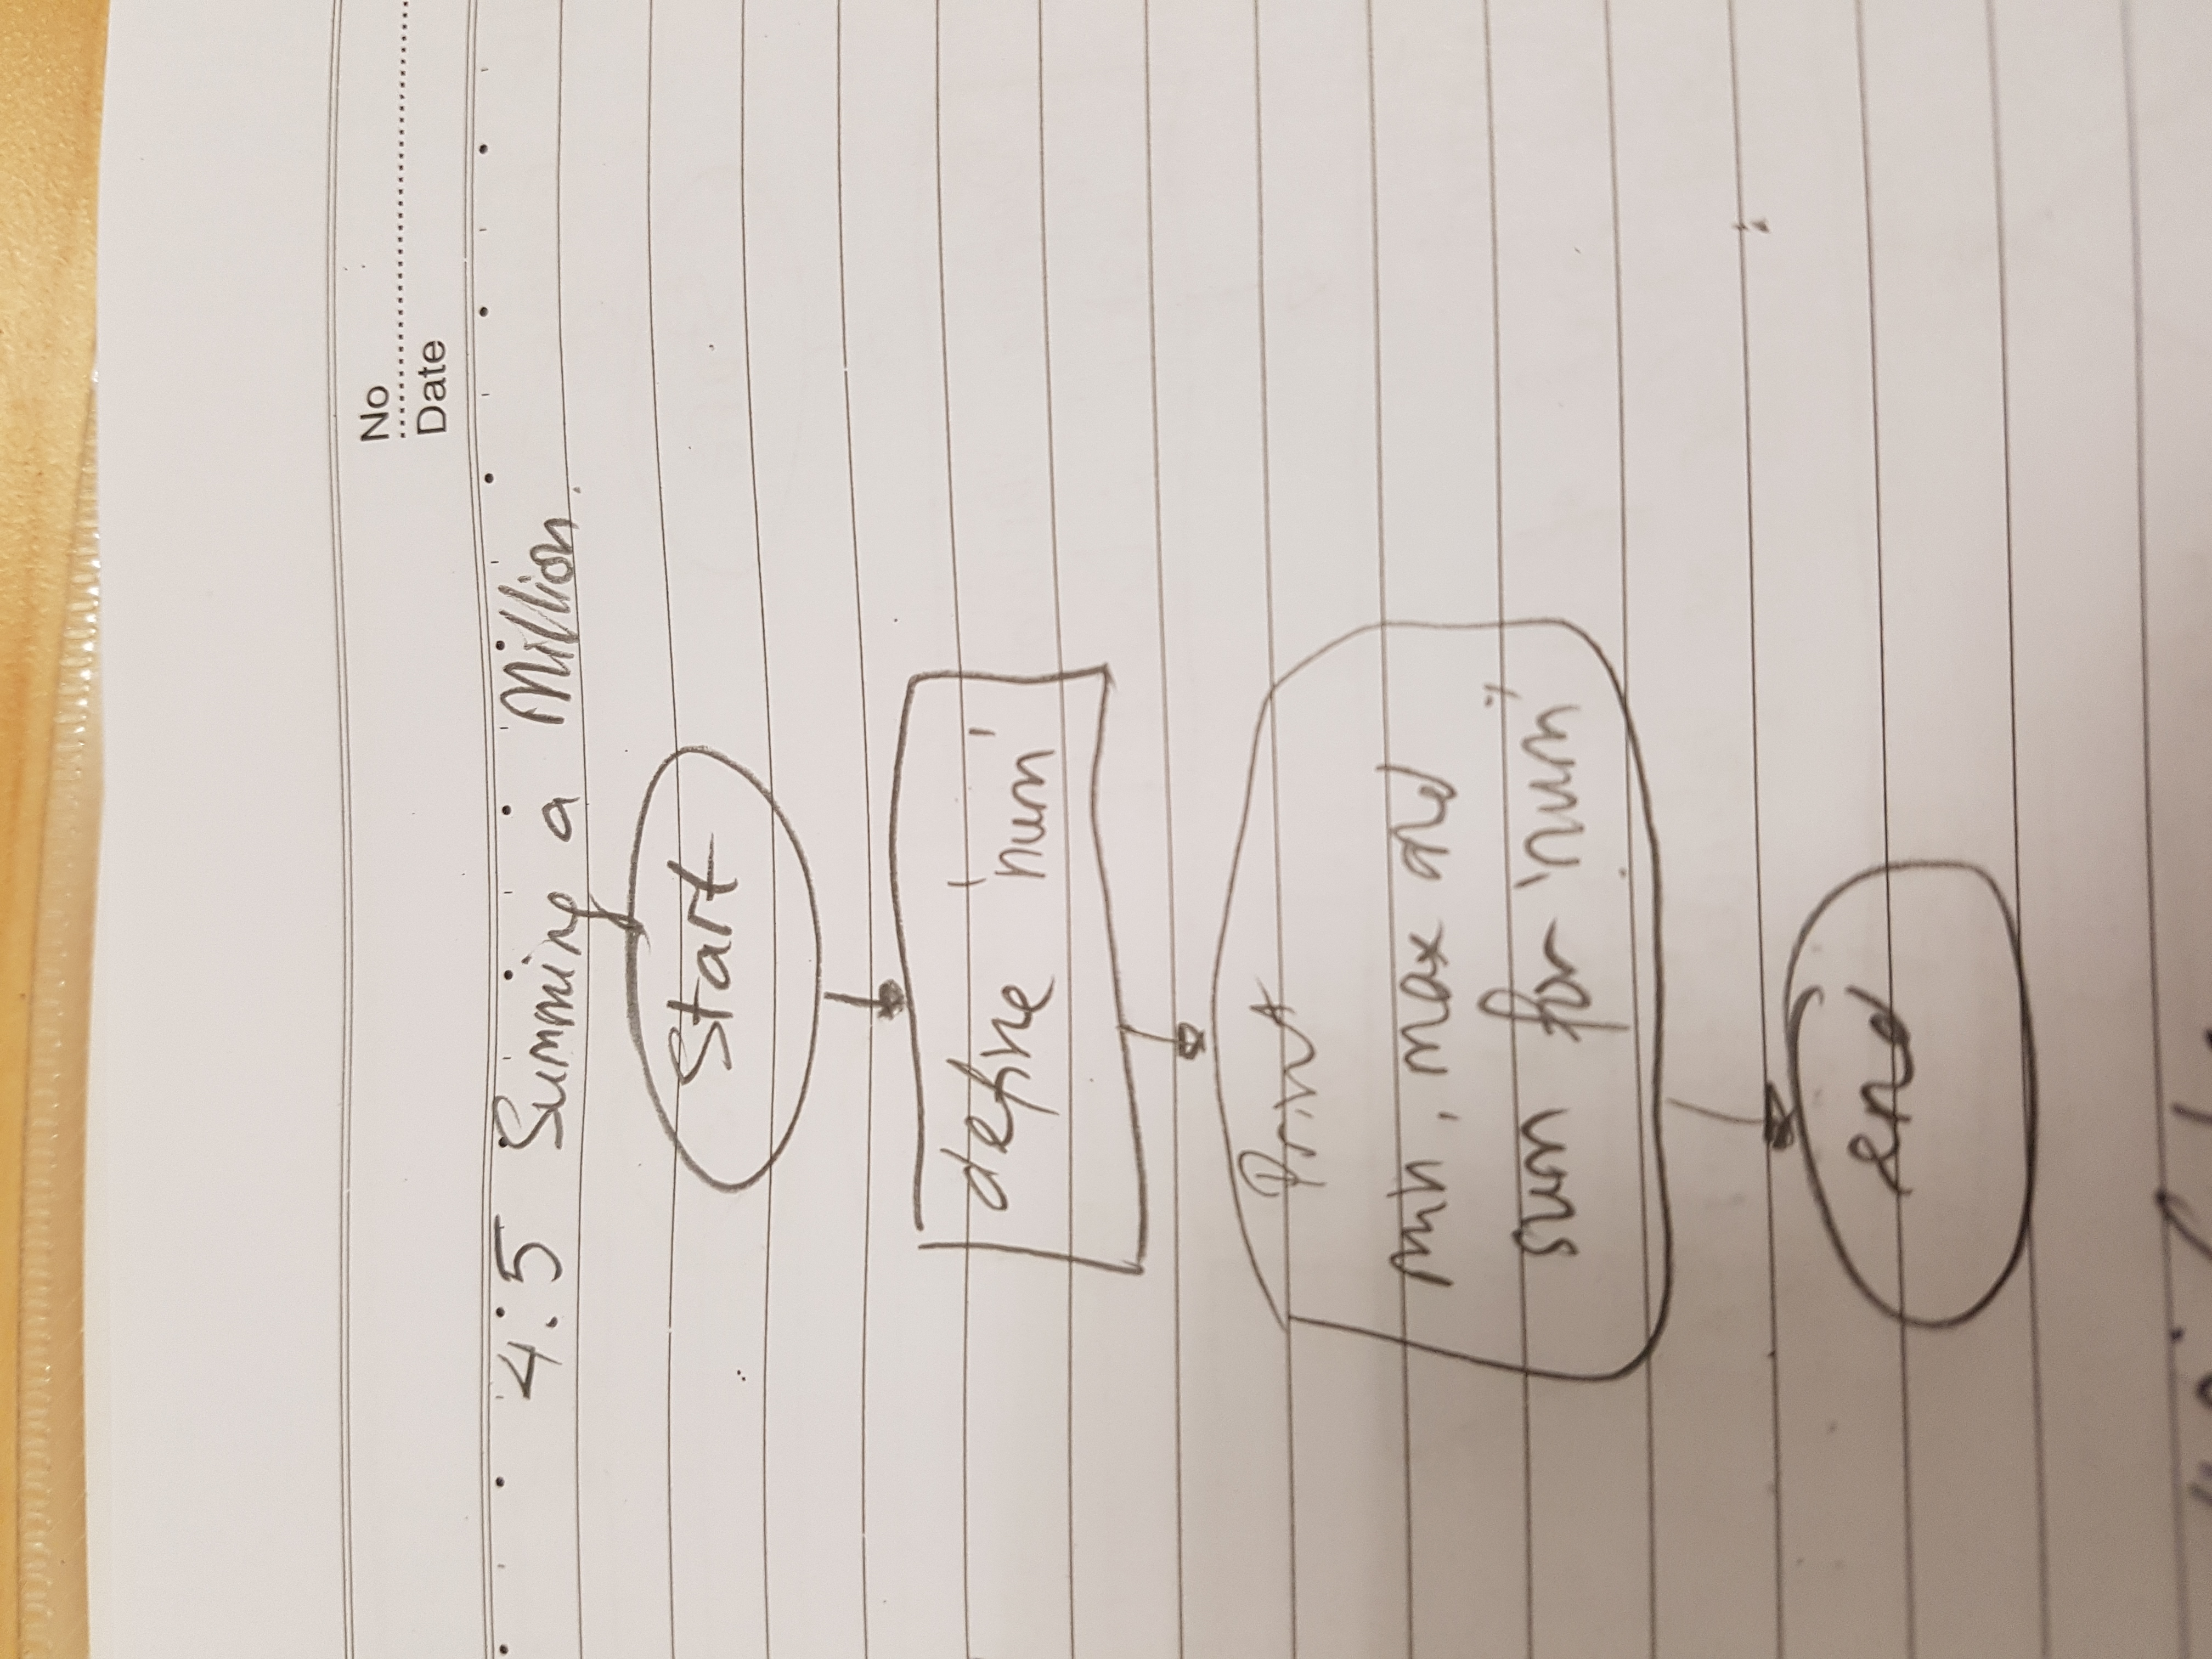 No
Date
4.5 Summing a Million.
Start
define 'num'
Print
min, max and
sum for 'num'
end